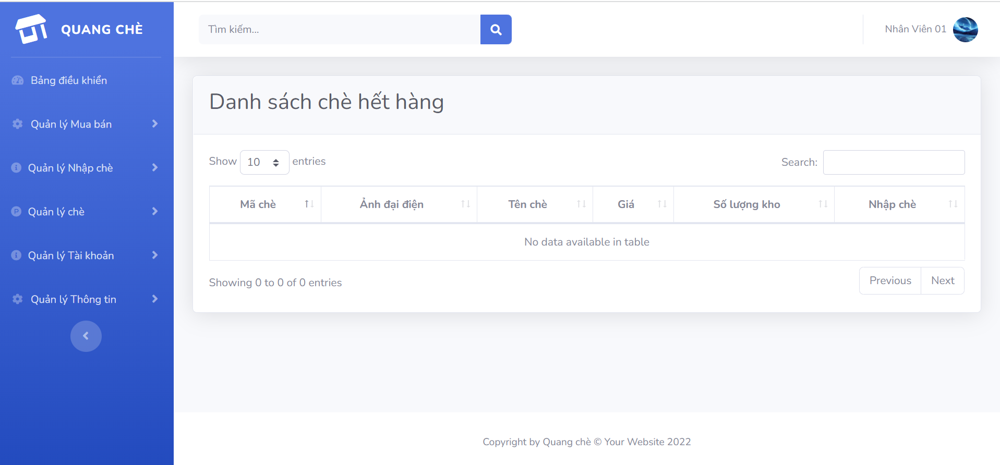 QUANG CHÈ
Tìm kiếm...
Nhân Viên 01
Bảng điều khiển
Quản lý Mua bán
Quản lý Nhập chè
Quản lý chè
Quản lý Tài khoản
Quản lý Thông tin
Danh sách chè hết hàng
Show 10 entries
Search:
Mã chè Ảnh đại điện Tên chè Giá Số lượng kho Nhập chè
No data available in table
Showing 0 to 0 of 0 entries
Previous Next
Copyright by Quang chè © Your Website 2022